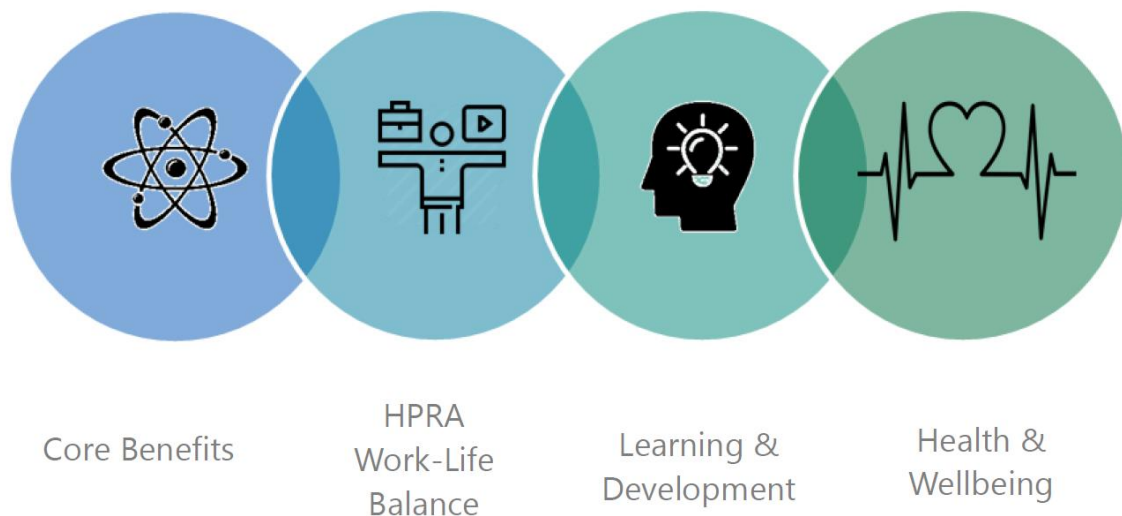 Core Benefits
HPRA
Work-Life
Balance
Learning &
Development
Health &
Wellbeing